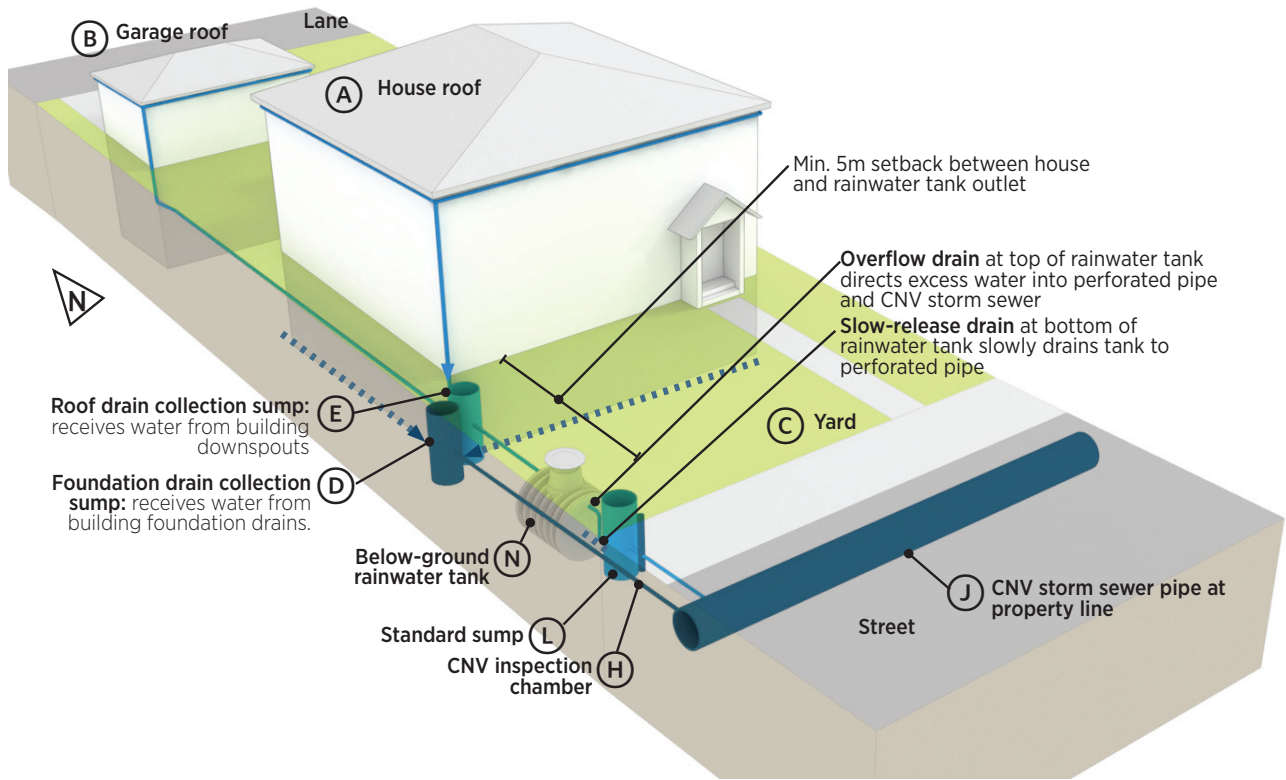 Lane
B Garage roof
A House roof
Min. 5m setback between house
and rainwater tank outlet
Overflow drain at top of rainwater tank
directs excess water into perforated pipe
and CNV storm sewer
N
Slow-release drain at bottom of
rainwater tank slowly drains tank to
perforated pipe
Roof drain collection sump:
receives water from building
downspouts
E
C Yard
Foundation drain collection
sump: receives water from
building foundation drains.
D
Below-ground
rainwater tank
N
J
CNV storm sewer pipe at
property line
Street
Standard sump L
CNV inspection
chamber
H